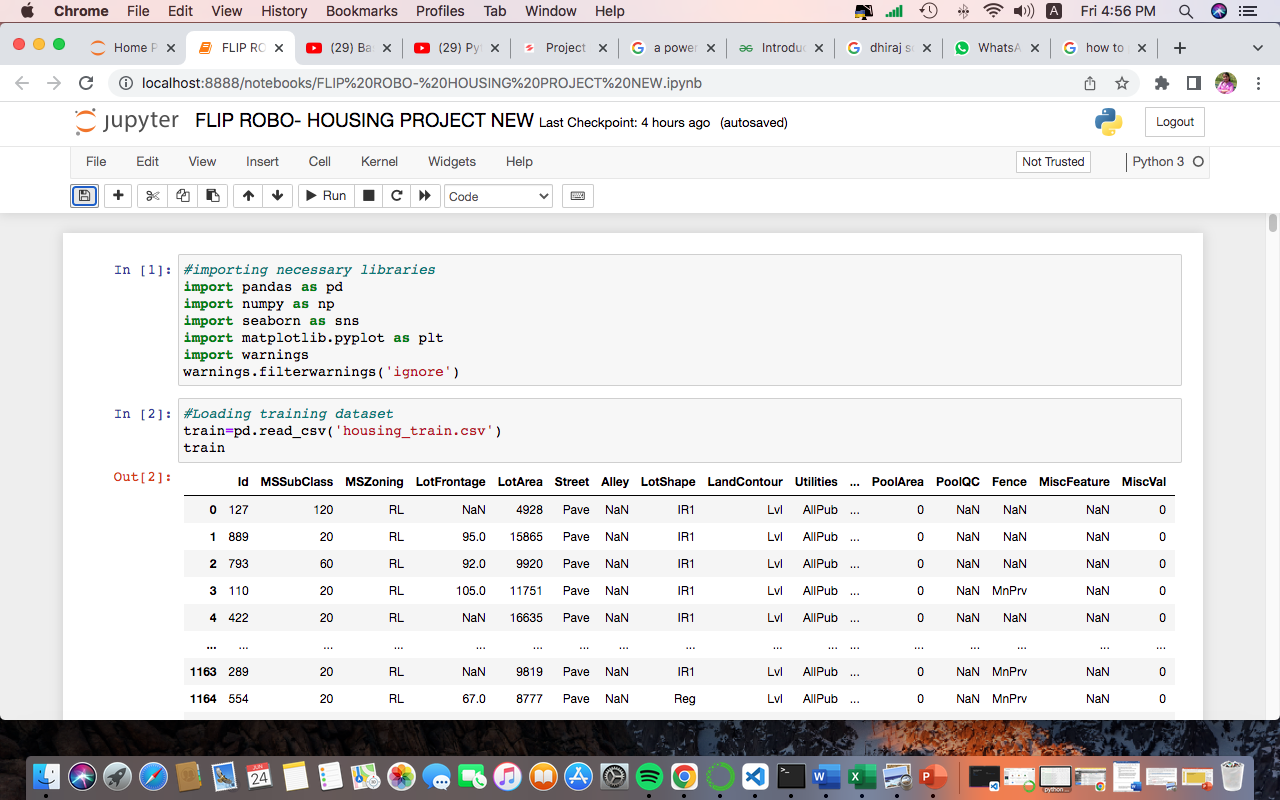 Chrome File Edit View History Bookmarks Profiles Tab Window Help A Fri 4:56 PM
Home P FLIP RO (29) Ba (29) Py Project a power Introduc dhiraj su WhatsA how to
localhost:8888/notebooks/FLIP%20ROBO-%20HOUSING%20PROJECT%20NEW.ipynb
jupyter FLIP ROBO- HOUSING PROJECT NEW Last Checkpoint: 4 hours ago (autosaved) Logout
File Edit View Insert Cell Kernel Widgets Help Not Trusted Python 3
Run Code
In [1]: #importing necessary libraries
import pandas as pd
import numpy as np
import seaborn as sns
import matplotlib.pyplot as plt
import warnings
warnings.filterwarnings('ignore')
In [2]: #Loading training dataset
train=pd.read_csv('housing_train.csv')
train
Out[2]:
Id MSSubClass MSZoning LotFrontage LotArea Street Alley LotShape LandContour Utilities ... PoolArea PoolQC Fence MiscFeature MiscVal
0 127 120 RL NaN 4928 Pave NaN IR1 Lvl AllPub ... 0 NaN NaN NaN 0
1 889 20 RL 95.0 15865 Pave NaN IR1 Lvl AllPub ... 0 NaN NaN NaN 0
2 793 60 RL 92.0 9920 Pave NaN IR1 Lvl AllPub ... 0 NaN NaN NaN 0
3 110 20 RL 105.0 11751 Pave NaN IR1 Lvl AllPub ... 0 NaN MnPrv NaN 0
4 422 20 RL NaN 16635 Pave NaN IR1 Lvl AllPub ... 0 NaN NaN NaN 0
... ... ... ... ... ... ... ... ... ... ... ... ... ... ... ... ...
1163 289 20 RL NaN 9819 Pave NaN IR1 Lvl AllPub ... 0 NaN MnPrv NaN 0
1164 554 20 RL 67.0 8777 Pave NaN Reg Lvl AllPub ... 0 NaN MnPrv NaN 0
JUN
24